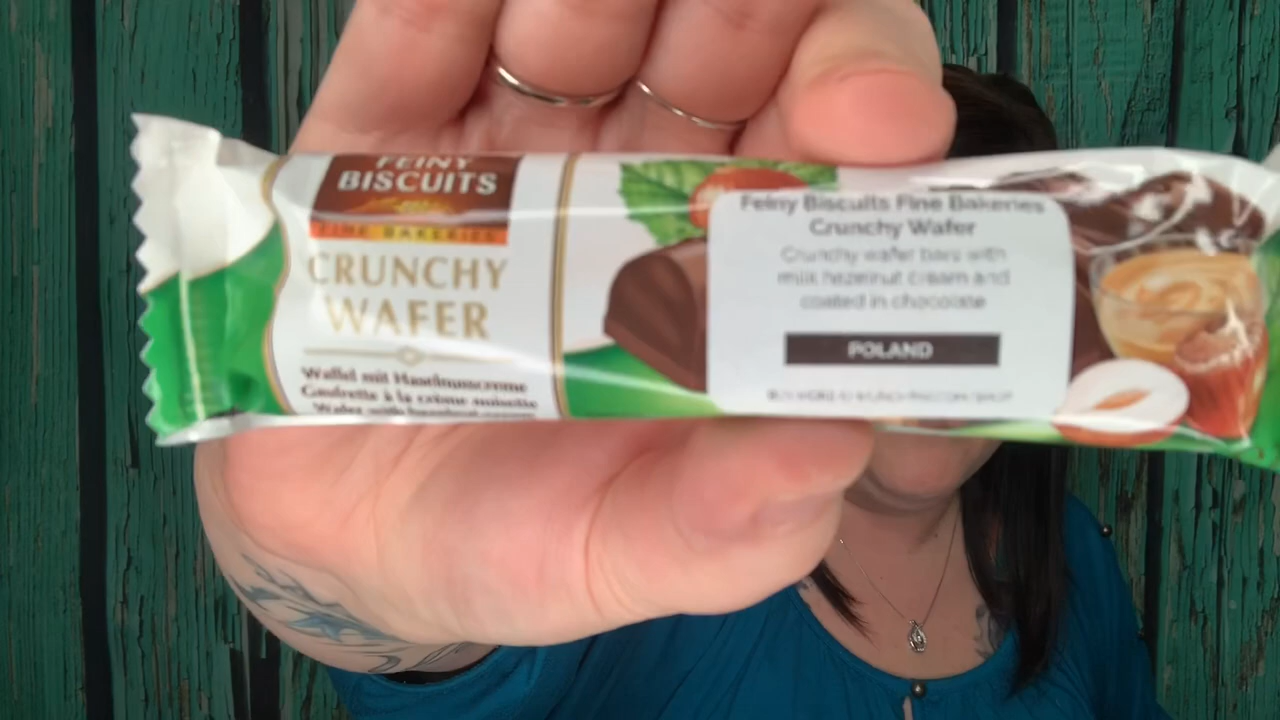 FEINY
BISCUITS
FINE BAKERIES
CRUNCHY
WAFER
Waffel mit Haselnusscreme
Gaufrette à la crème noisette
Wafer with hazelnut
Feiny Biscuits Fine Bakeries
Crunchy Wafer
Crunchy wafer bars with
milk hazelnut cream and
coated in chocolate
POLAND